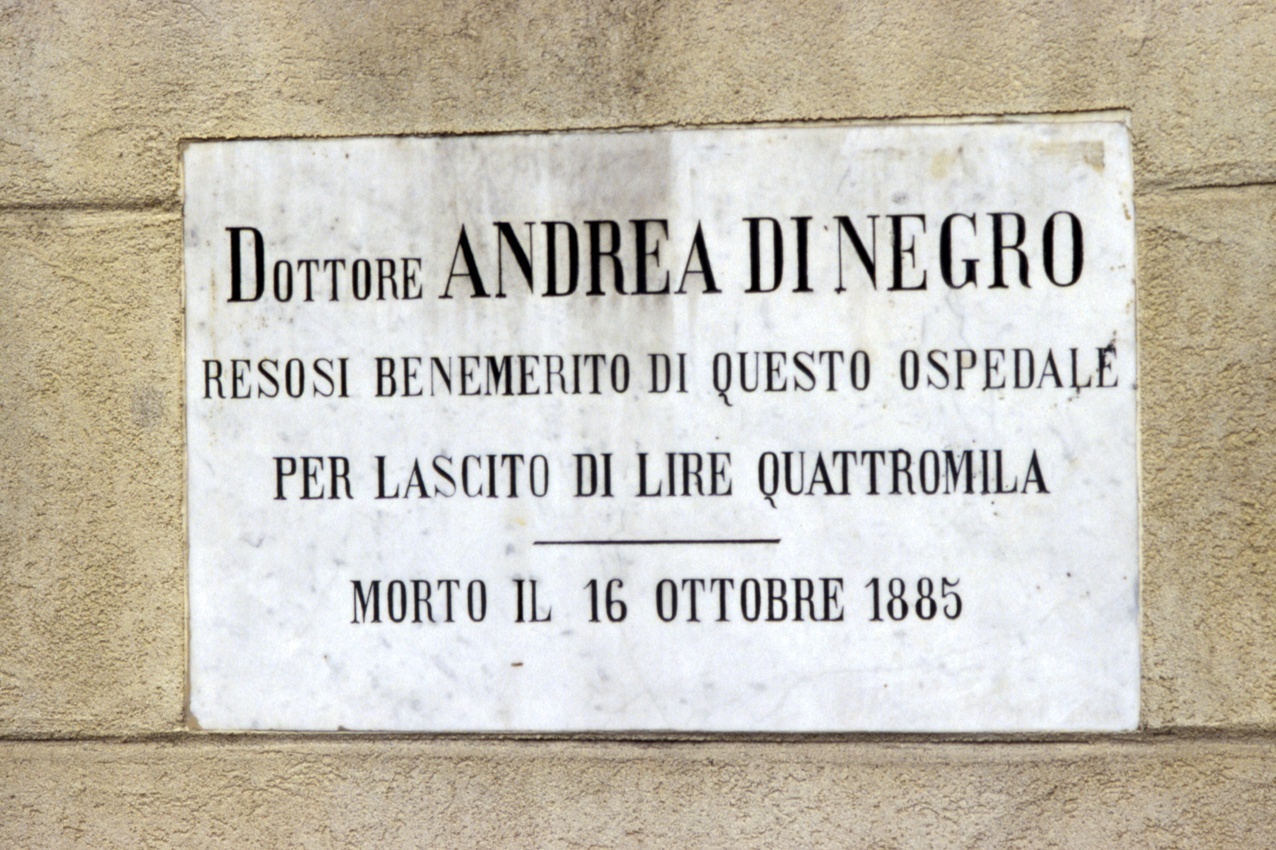 Dottore ANDREA DI NEGRO
RESOSI BENEMERITO DI QUESTO OSPEDALE
PER LASCITO DI LIRE QUATTROMILA
MORTO IL 16 OTTOBRE 1885